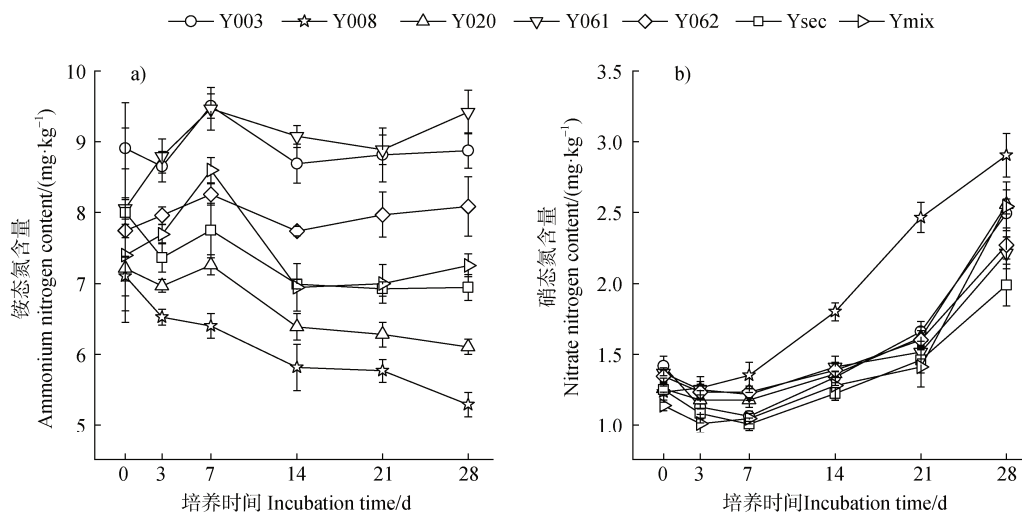 Y003 Y008 Y020 Y061 Y062 Ysec Ymix
a)
10
9
8
7
6
5
铵态氮含量
Ammonium nitrogen content/(mg·kg⁻¹)
0 3 7 14 21 28
培养时间 Incubation time/d
b)
3.5
3.0
2.5
2.0
1.5
1.0
硝态氮含量
Nitrate nitrogen content/(mg·kg⁻¹)
0 3 7 14 21 28
培养时间Incubation time/d